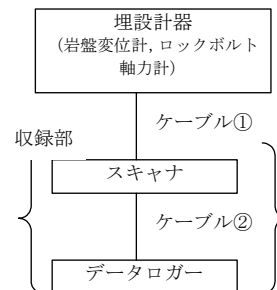 埋設計器
(岩盤変位計, ロックボルト
軸力計)
ケーブル①
収録部
スキャナ
ケーブル②
データロガー